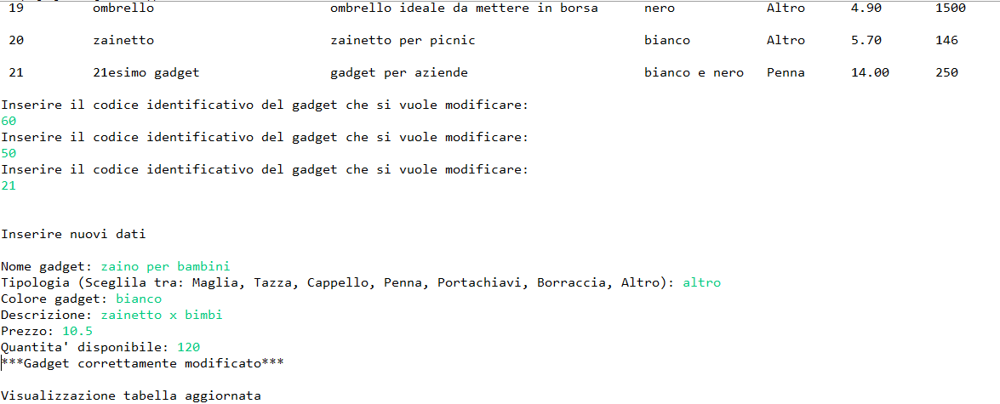 19 ombrello ombrello ideale da mettere in borsa nero Altro 4.90 1500
20 zainetto zainetto per picnic bianco Altro 5.70 146
21 21esimo gadget gadget per aziende bianco e nero Penna 14.00 250
Inserire il codice identificativo del gadget che si vuole modificare:
60
Inserire il codice identificativo del gadget che si vuole modificare:
50
Inserire il codice identificativo del gadget che si vuole modificare:
21
Inserire nuovi dati
Nome gadget: zaino per bambini
Tipologia (Sceglila tra: Maglia, Tazza, Cappello, Penna, Portachiavi, Borraccia, Altro): altro
Colore gadget: bianco
Descrizione: zainetto x bimbi
Prezzo: 10.5
Quantita' disponibile: 120
***Gadget correttamente modificato***
Visualizzazione tabella aggiornata